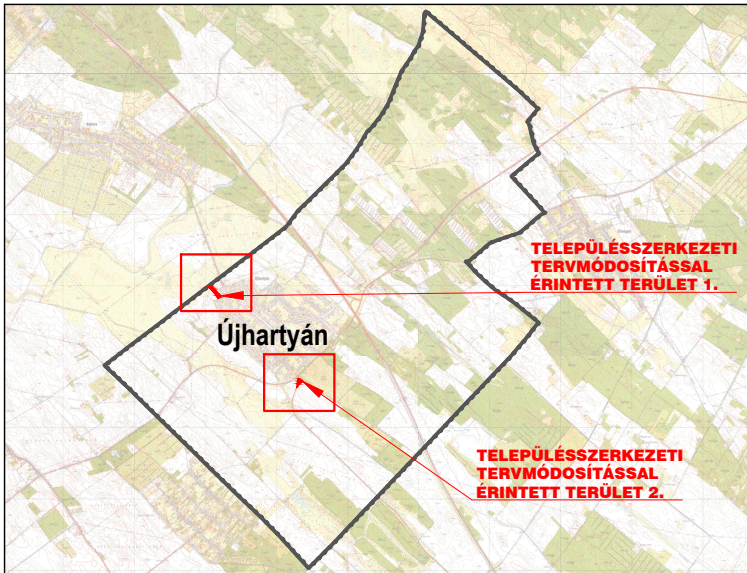 TELEPÜLÉSSZERKEZETI
TERVMÓDOSÍTÁSSAL
ÉRINTETT TERÜLET 1.
Újhartyán
TELEPÜLÉSSZERKEZETI
TERVMÓDOSÍTÁSSAL
ÉRINTETT TERÜLET 2.